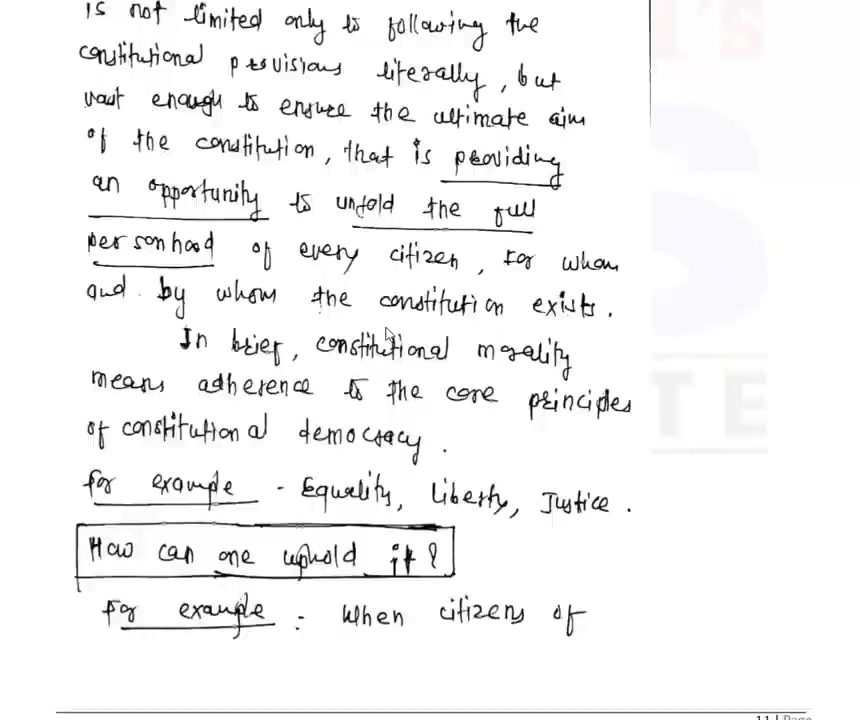 is not limited only to following the
constitutional provisions literally, but
vast enough to ensure the ultimate aim
of the constitution, that is providing
an opportunity to unfold the full
personhood of every citizen, for whom
and by whom the constitution exists.
In brief, constitutional morality
means adherence to the core principles
of constitutional democracy.
for example - Equality, Liberty, Justice.
How can one uphold it?
for example : When citizens of
11 | Page